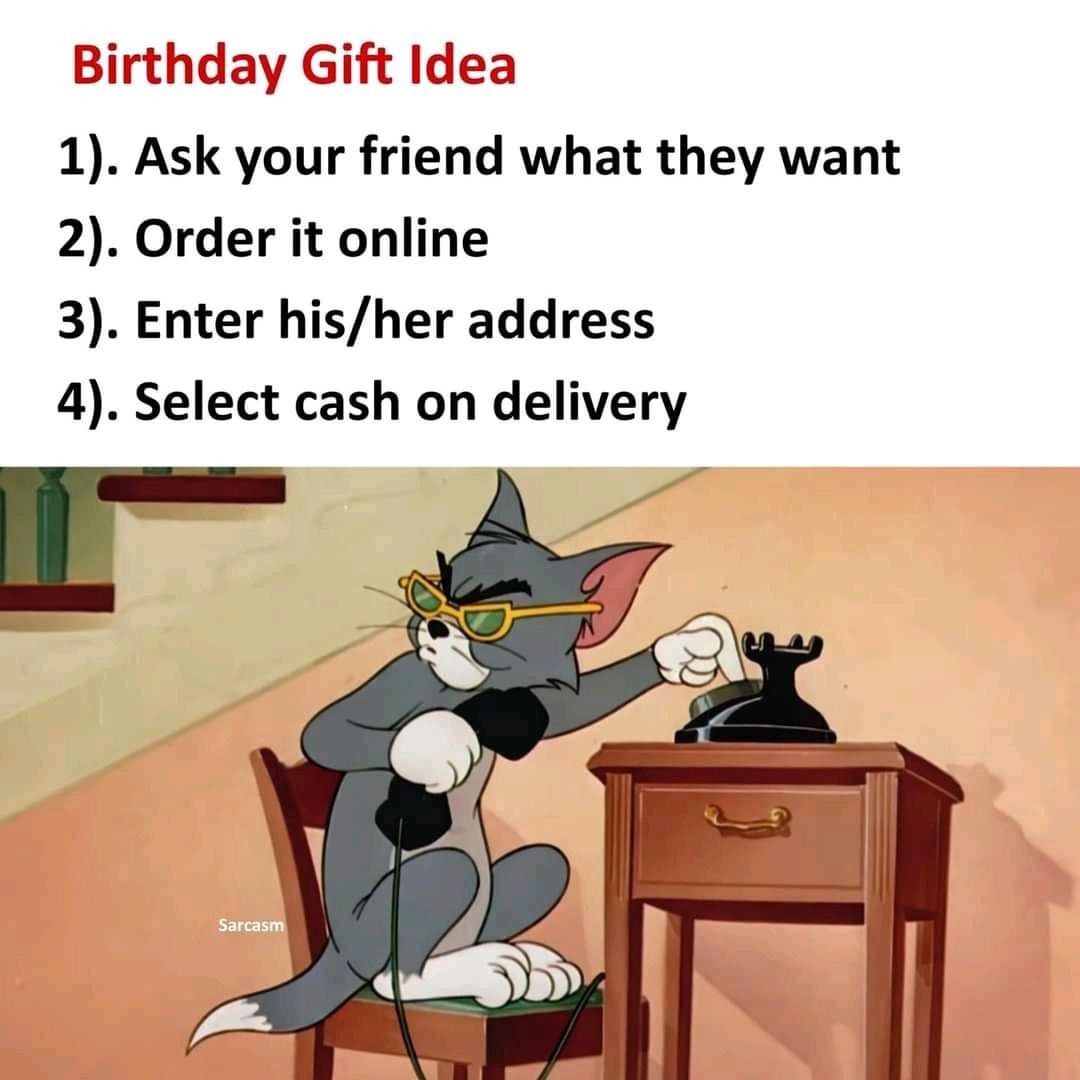 Birthday Gift Idea
1). Ask your friend what they want
2). Order it online
3). Enter his/her address
4). Select cash on delivery
Sarcasm